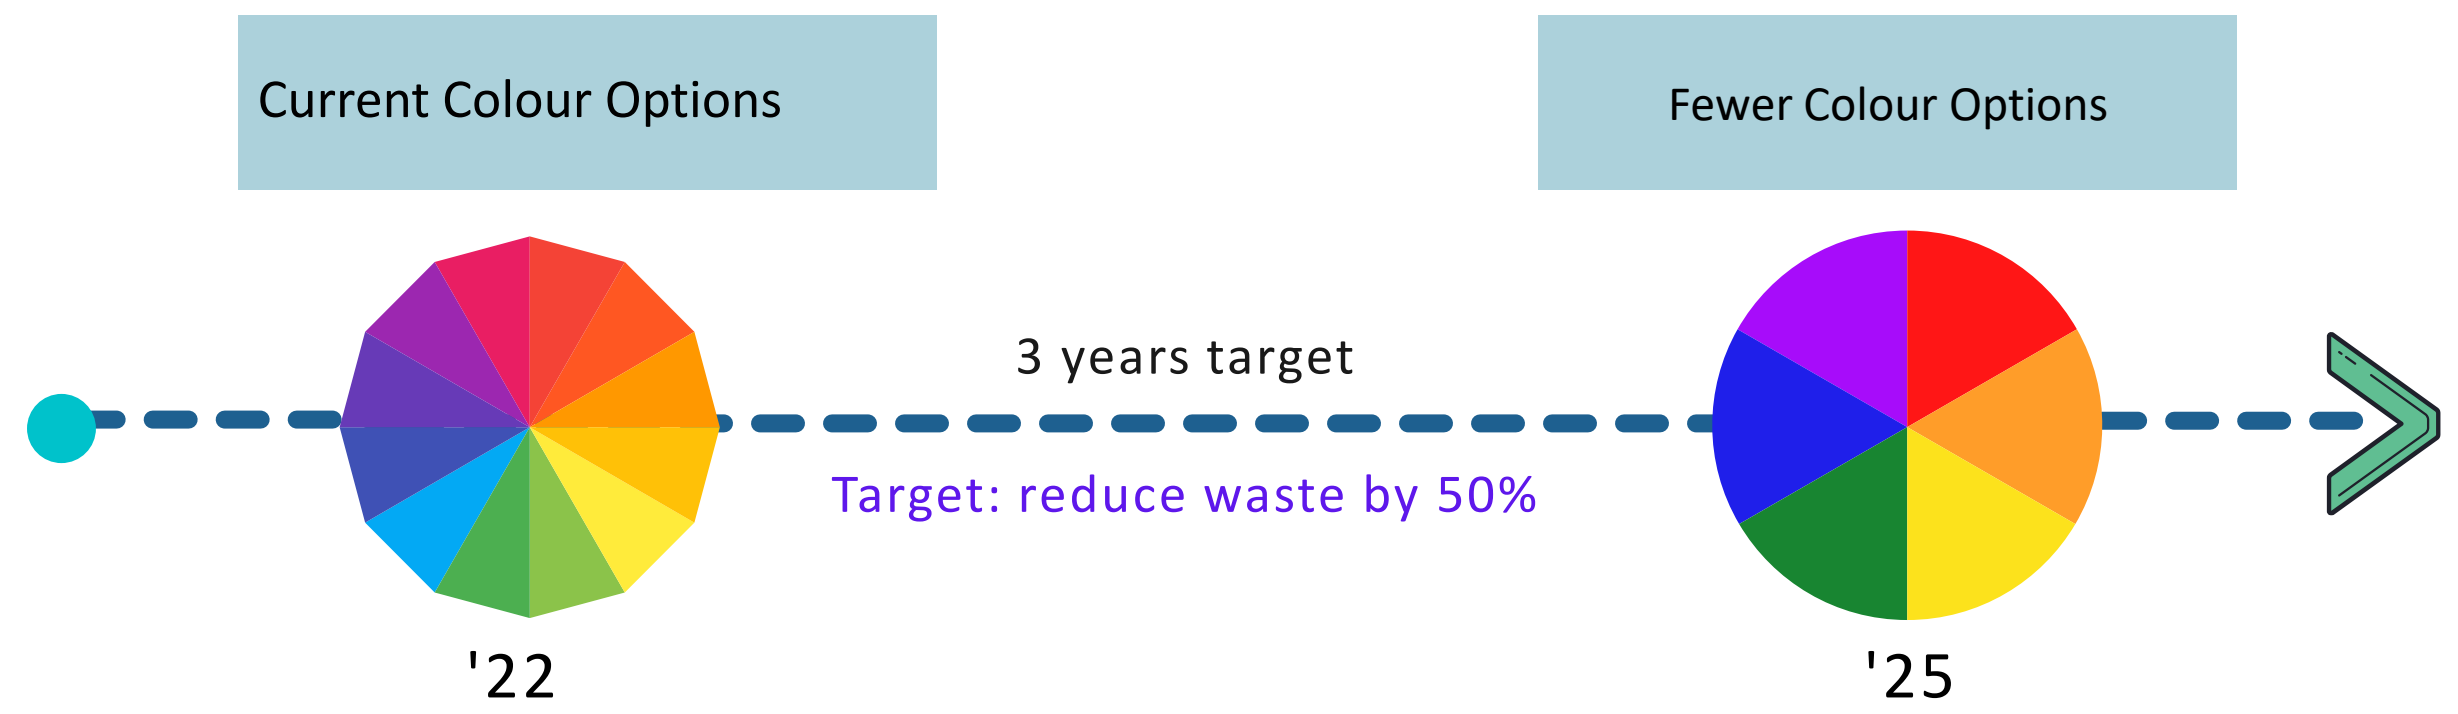 Current Colour Options
Fewer Colour Options
3 years target
Target: reduce waste by 50%
'22
'25